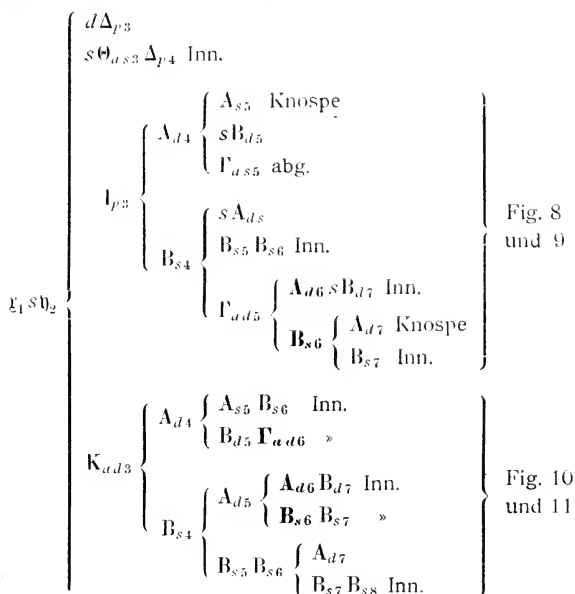 dΔp3
sΘas3 Δp4 Inn.
As5 Knospe
Ad4
sBd5
Γas5 abg.
Ip3
Fig. 8
sAds
und 9
Bs5 Bs6 Inn.
Bs4
Ad6 sBd7 Inn.
Γad5
Ad7 Knospe
Bs6
Bs7 Inn.
χ1 sη2
As5 Bs6 Inn.
Ad4
Bd5 Γad6 »
Kad3
Ad6 Bd7 Inn.
Fig. 10
Ad5
und 11
Bs6 Bs7 »
Bs4
Ad7
Bs5 Bs6
Bs7 Bs8 Inn.